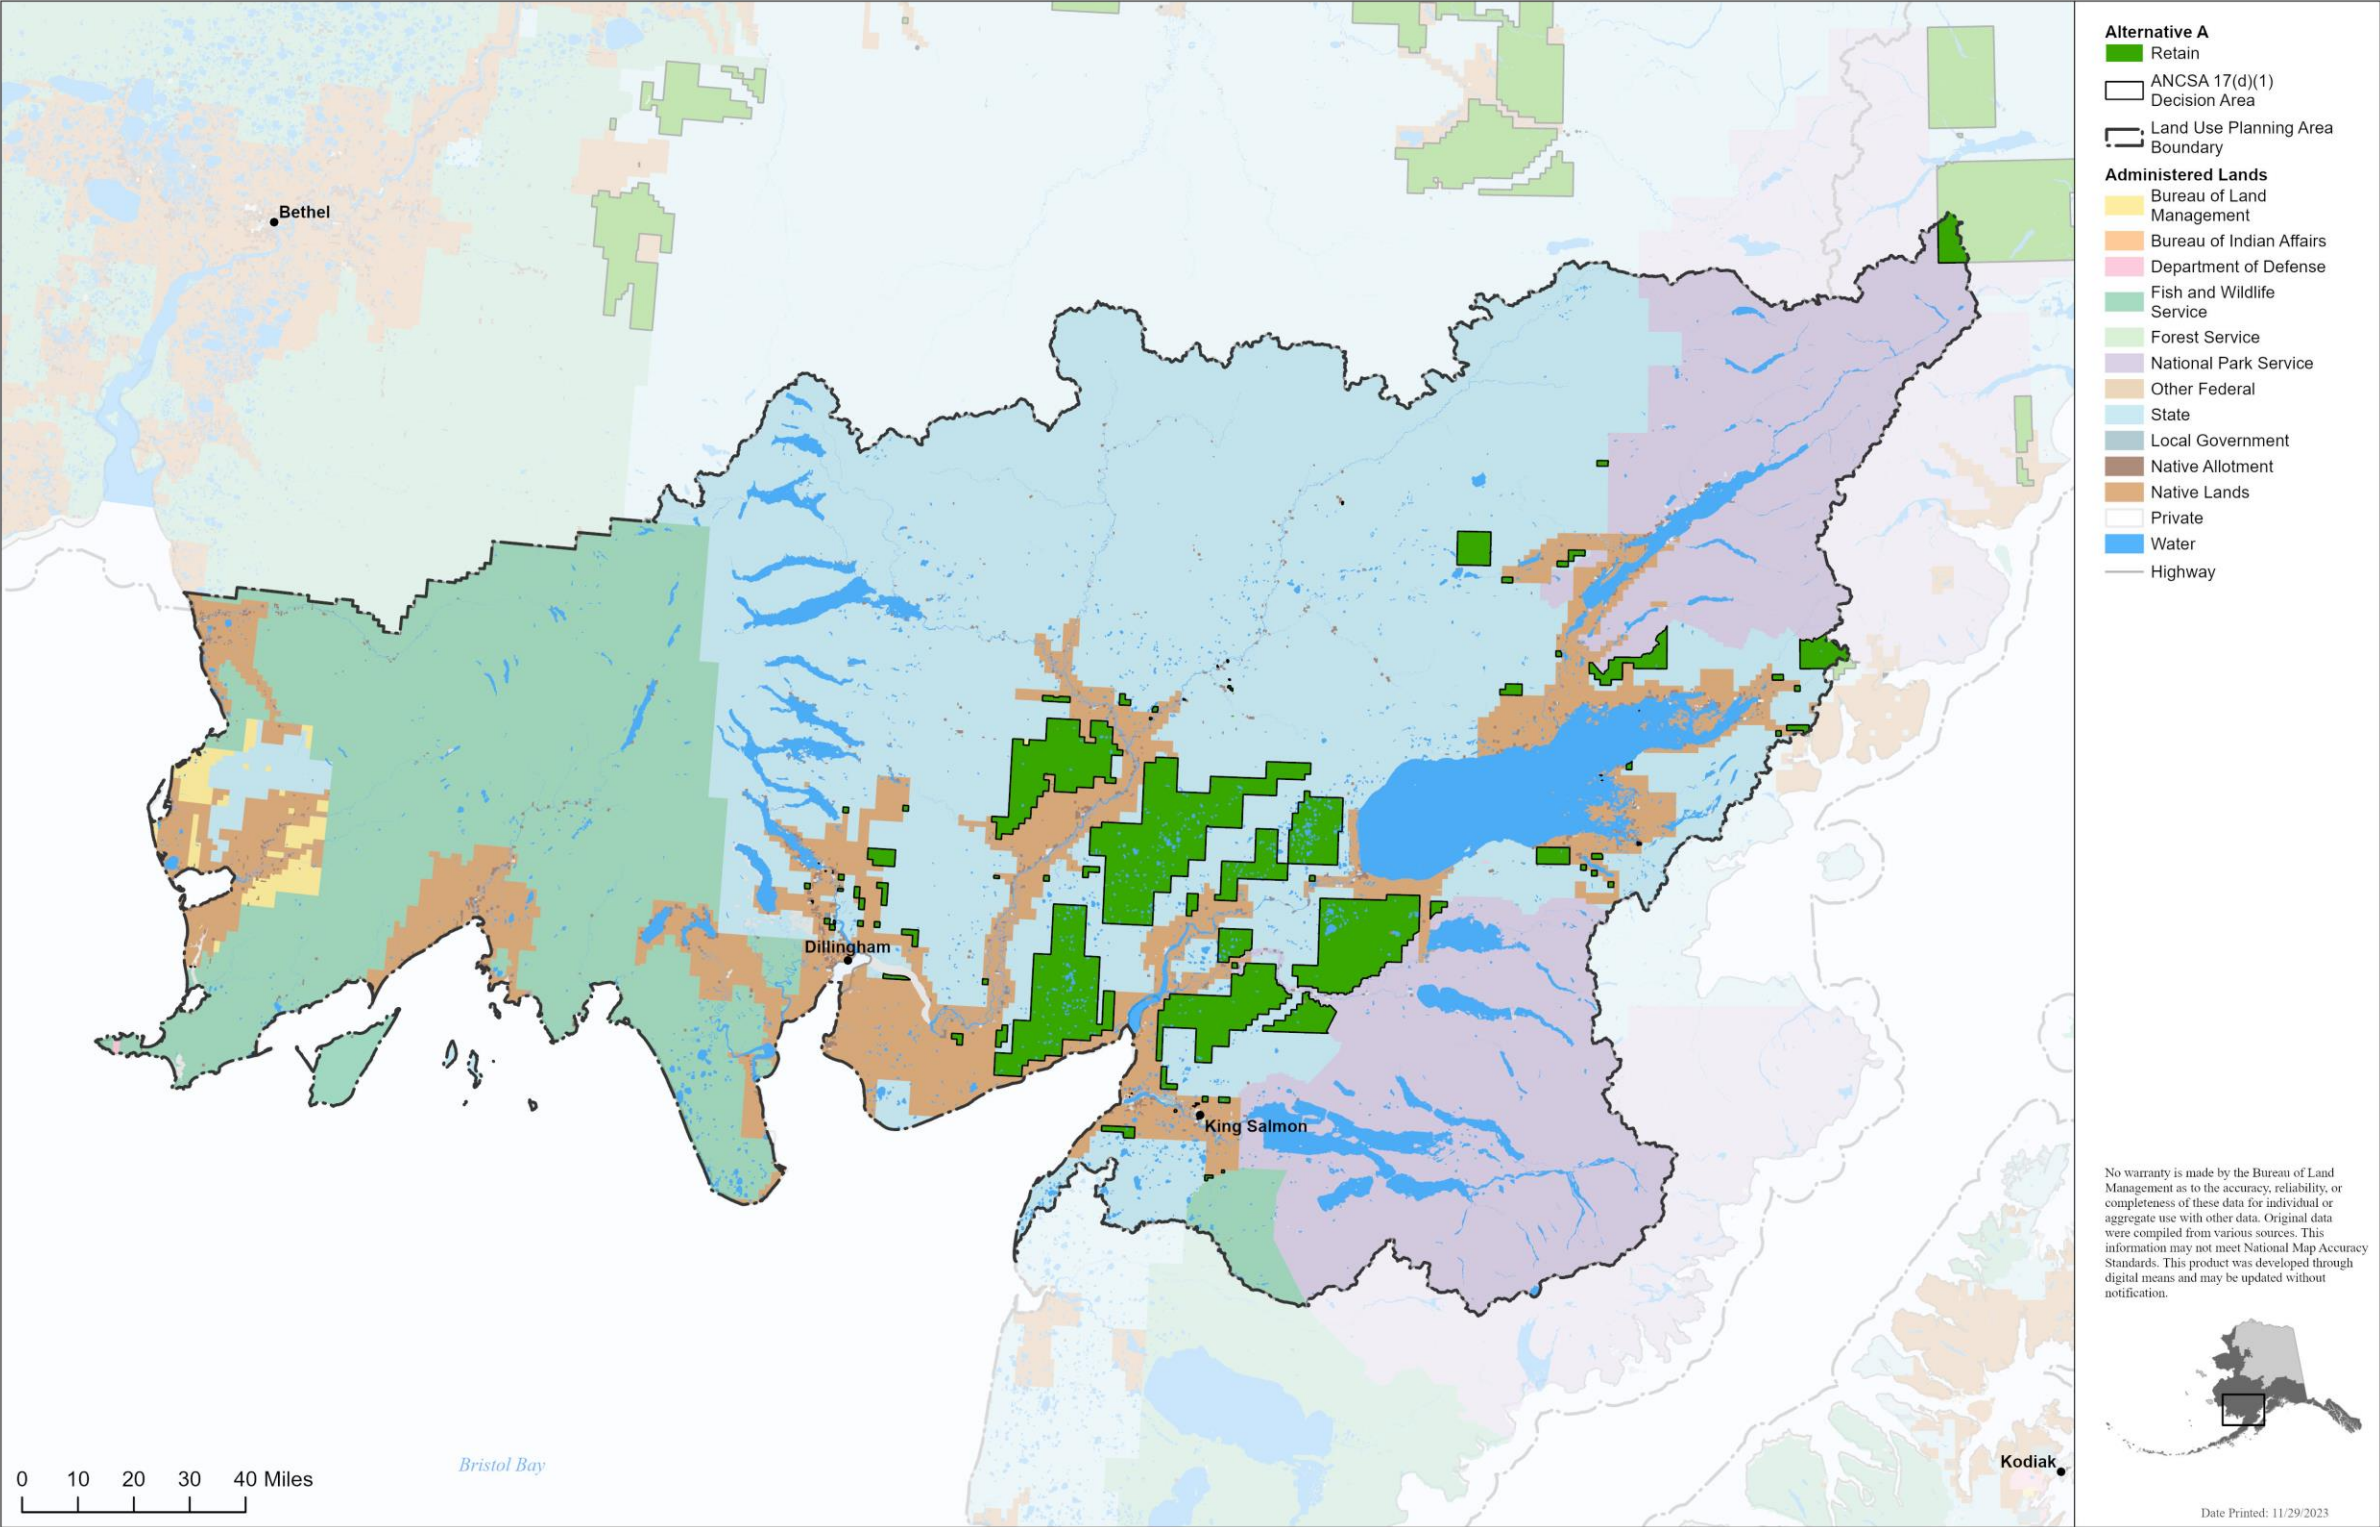 Bethel
Dillingham
King Salmon
Kodiak
Bristol Bay
0 10 20 30 40 Miles
Alternative A
Retain
ANCSA 17(d)(1)
Decision Area
Land Use Planning Area
Boundary
Administered Lands
Bureau of Land
Management
Bureau of Indian Affairs
Department of Defense
Fish and Wildlife
Service
Forest Service
National Park Service
Other Federal
State
Local Government
Native Allotment
Native Lands
Private
Water
Highway
No warranty is made by the Bureau of Land
Management as to the accuracy, reliability, or
completeness of these data for individual or
aggregate use with other data. Original data
were compiled from various sources. This
information may not meet National Map Accuracy
Standards. This product was developed through
digital means and may be updated without
notification.
Date Printed: 11/29/2023